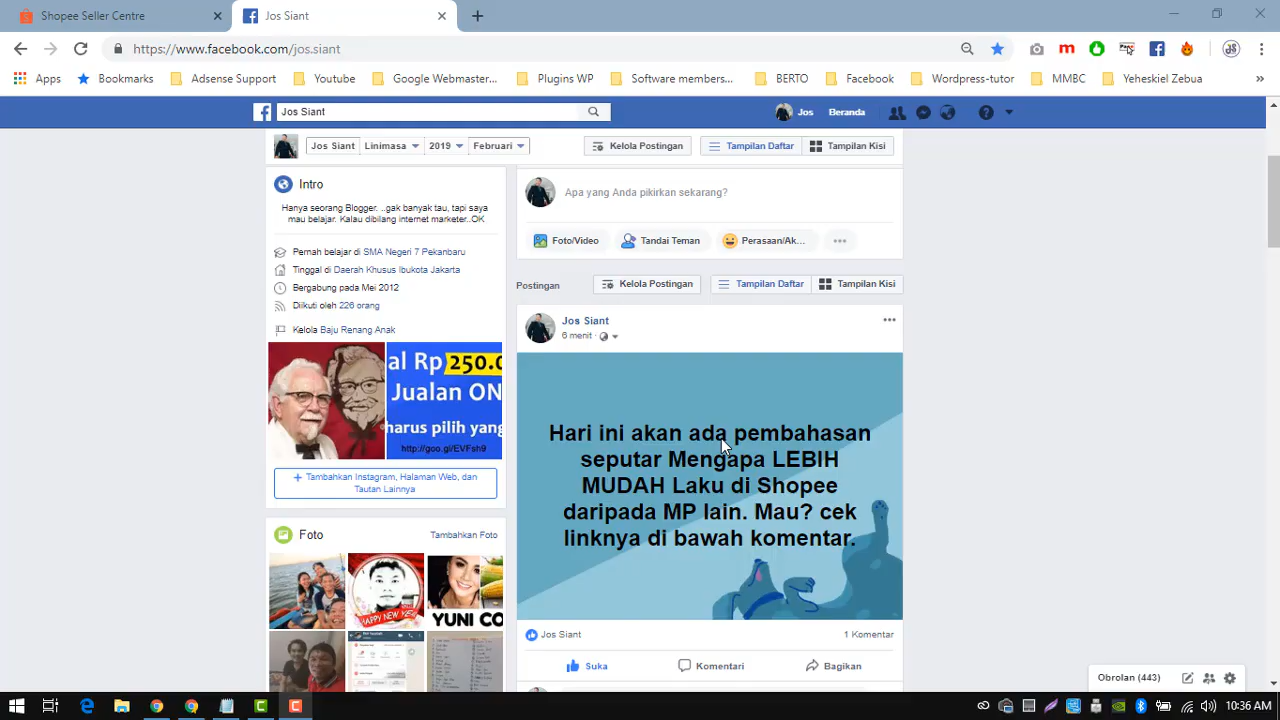 Shopee Seller Centre
Jos Siant
https://www.facebook.com/jos.siant
Apps
Bookmarks
Adsense Support
Youtube
Google Webmaster...
Plugins WP
Software members...
BERTO
Facebook
Wordpress-tutor
MMBC
Yeheskiel Zebua
»
Jos Siant
Jos
Beranda
Jos Siant
Linimasa
2019
Februari
Kelola Postingan
Tampilan Daftar
Tampilan Kisi
Intro
Hanya seorang Blogger. ..gak banyak tau, tapi saya
mau belajar. Kalau dibilang internet marketer..OK
Pernah belajar di SMA Negeri 7 Pekanbaru
Tinggal di Daerah Khusus Ibukota Jakarta
Bergabung pada Mei 2012
Diikuti oleh 226 orang
Kelola Baju Renang Anak
al Rp 250.0
Jualan ON
harus pilih yang
http://goo.gl/EVFsh9
+ Tambahkan Instagram, Halaman Web, dan
Tautan Lainnya
Foto
Tambahkan Foto
HAPPY NEW YE
YUNI CO
Apa yang Anda pikirkan sekarang?
Foto/Video
Tandai Teman
Perasaan/Ak...
Postingan
Kelola Postingan
Tampilan Daftar
Tampilan Kisi
Jos Siant
6 menit ·
Hari ini akan ada pembahasan
seputar Mengapa LEBIH
MUDAH Laku di Shopee
daripada MP lain. Mau? cek
linknya di bawah komentar.
Jos Siant
1 Komentar
Suka
Komentari
Bagikan
Obrolan (443)
10:36 AM